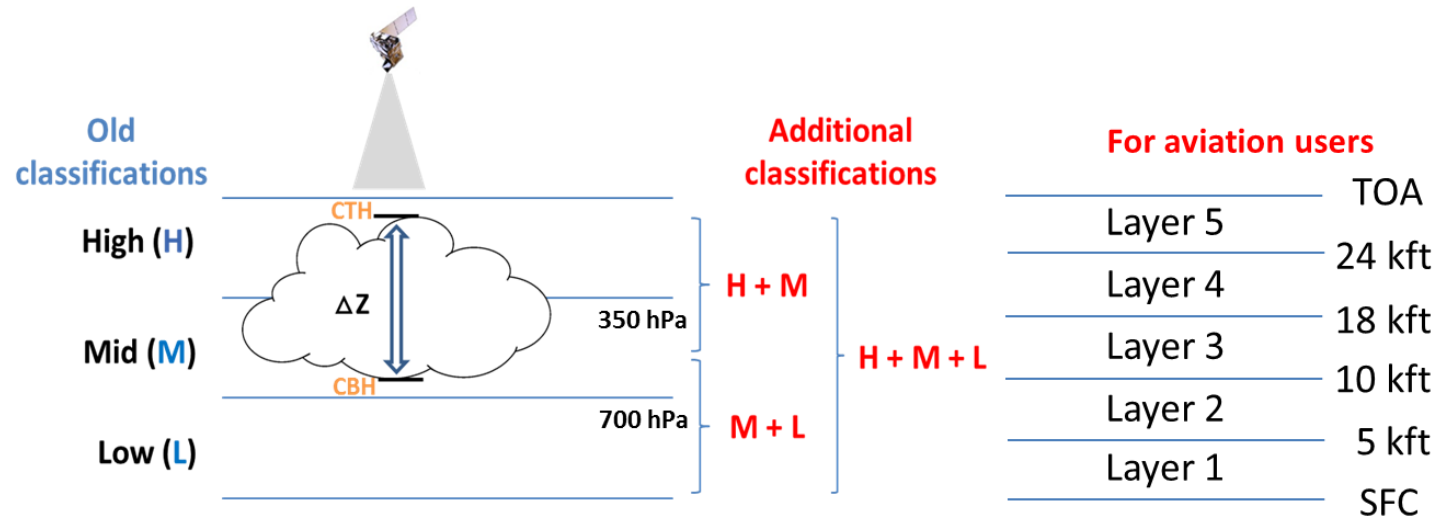 Old
classifications
High (H)
Mid (M)
Low (L)
CTH
△Z
CBH
350 hPa
700 hPa
Additional
classifications
H + M
M + L
H + M + L
For aviation users
TOA
Layer 5
24 kft
Layer 4
18 kft
Layer 3
10 kft
Layer 2
5 kft
Layer 1
SFC